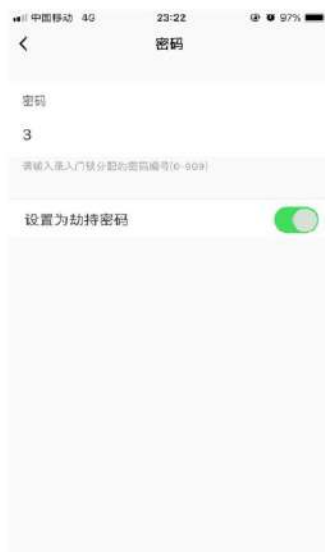 中国移动 4G 23:22 97%
密码
密码
3
请输入录入门锁分配的密码编号(0-999)
设置为劫持密码